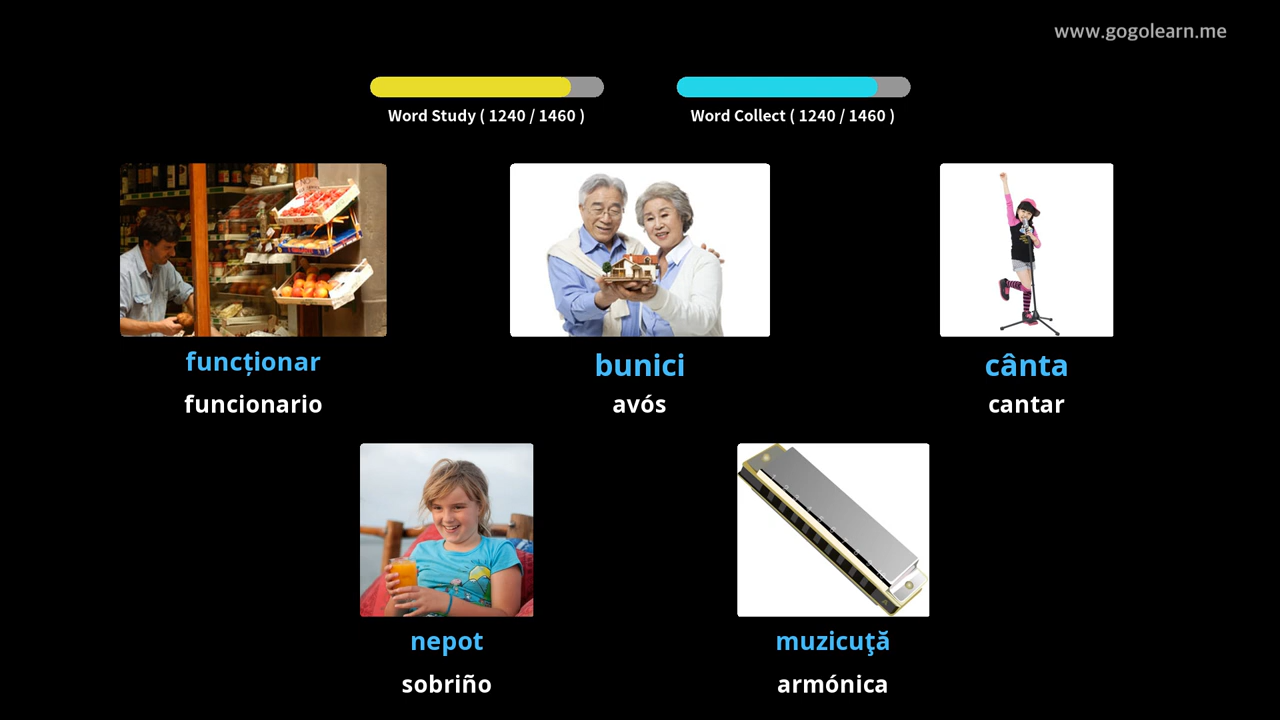 www.gogolearn.me
Word Study ( 1240 / 1460 )
Word Collect ( 1240 / 1460 )
funcționar
funcionario
bunici
avós
cânta
cantar
nepot
sobriño
muzicuţă
armónica